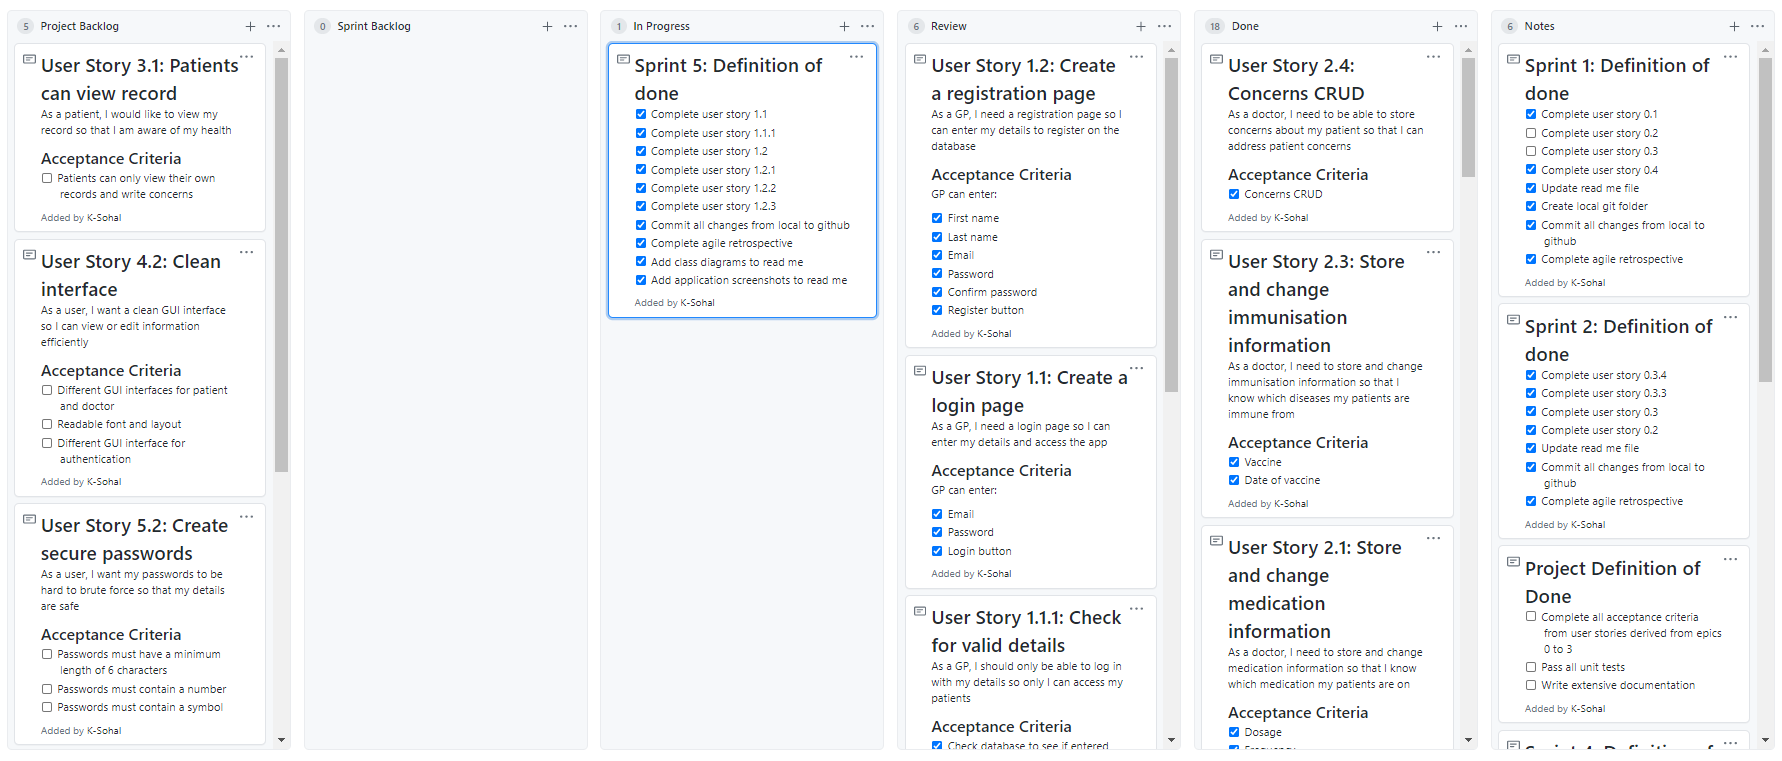 5 Project Backlog
User Story 3.1: Patients
can view record
As a patient, I would like to view my
record so that I am aware of my health
Acceptance Criteria
Patients can only view their own
records and write concerns
Added by K-Sohal
User Story 4.2: Clean
interface
As a user, I want a clean GUI interface
so I can view or edit information
efficiently
Acceptance Criteria
Different GUI interfaces for patient
and doctor
Readable font and layout
Different GUI interface for
authentication
Added by K-Sohal
User Story 5.2: Create
secure passwords
As a user, I want my passwords to be
hard to brute force so that my details
are safe
Acceptance Criteria
Passwords must have a minimum
length of 6 characters
Passwords must contain a number
Passwords must contain a symbol
Added by K-Sohal
0 Sprint Backlog
1 In Progress
Sprint 5: Definition of
done
Complete user story 1.1
Complete user story 1.1.1
Complete user story 1.2
Complete user story 1.2.1
Complete user story 1.2.2
Complete user story 1.2.3
Commit all changes from local to github
Complete agile retrospective
Add class diagrams to read me
Add application screenshots to read me
Added by K-Sohal
6 Review
User Story 1.2: Create
a registration page
As a GP, I need a registration page so I
can enter my details to register on the
database
Acceptance Criteria
GP can enter:
First name
Last name
Email
Password
Confirm password
Register button
Added by K-Sohal
User Story 1.1: Create a
login page
As a GP, I need a login page so I can
enter my details and access the app
Acceptance Criteria
GP can enter:
Email
Password
Login button
Added by K-Sohal
User Story 1.1.1: Check
for valid details
As a GP, I should only be able to log in
with my details so only I can access my
patients
Acceptance Criteria
Check database to see if entered
18 Done
User Story 2.4:
Concerns CRUD
As a doctor, I need to be able to store
concerns about my patient so that I can
address patient concerns
Acceptance Criteria
Concerns CRUD
Added by K-Sohal
User Story 2.3: Store
and change
immunisation
information
As a doctor, I need to store and change
immunisation information so that I
know which diseases my patients are
immune from
Acceptance Criteria
Vaccine
Date of vaccine
Added by K-Sohal
User Story 2.1: Store
and change
medication
information
As a doctor, I need to store and change
medication information so that I know
which medication my patients are on
Acceptance Criteria
Dosage
Frequency
6 Notes
Sprint 1: Definition of
done
Complete user story 0.1
Complete user story 0.2
Complete user story 0.3
Complete user story 0.4
Update read me file
Create local git folder
Commit all changes from local to
github
Complete agile retrospective
Added by K-Sohal
Sprint 2: Definition of
done
Complete user story 0.3.4
Complete user story 0.3.3
Complete user story 0.3
Complete user story 0.2
Update read me file
Commit all changes from local to
github
Complete agile retrospective
Added by K-Sohal
Project Definition of
Done
Complete all acceptance criteria
from user stories derived from epics
0 to 3
Pass all unit tests
Write extensive documentation
Added by K-Sohal
Sprint 4: Definition of